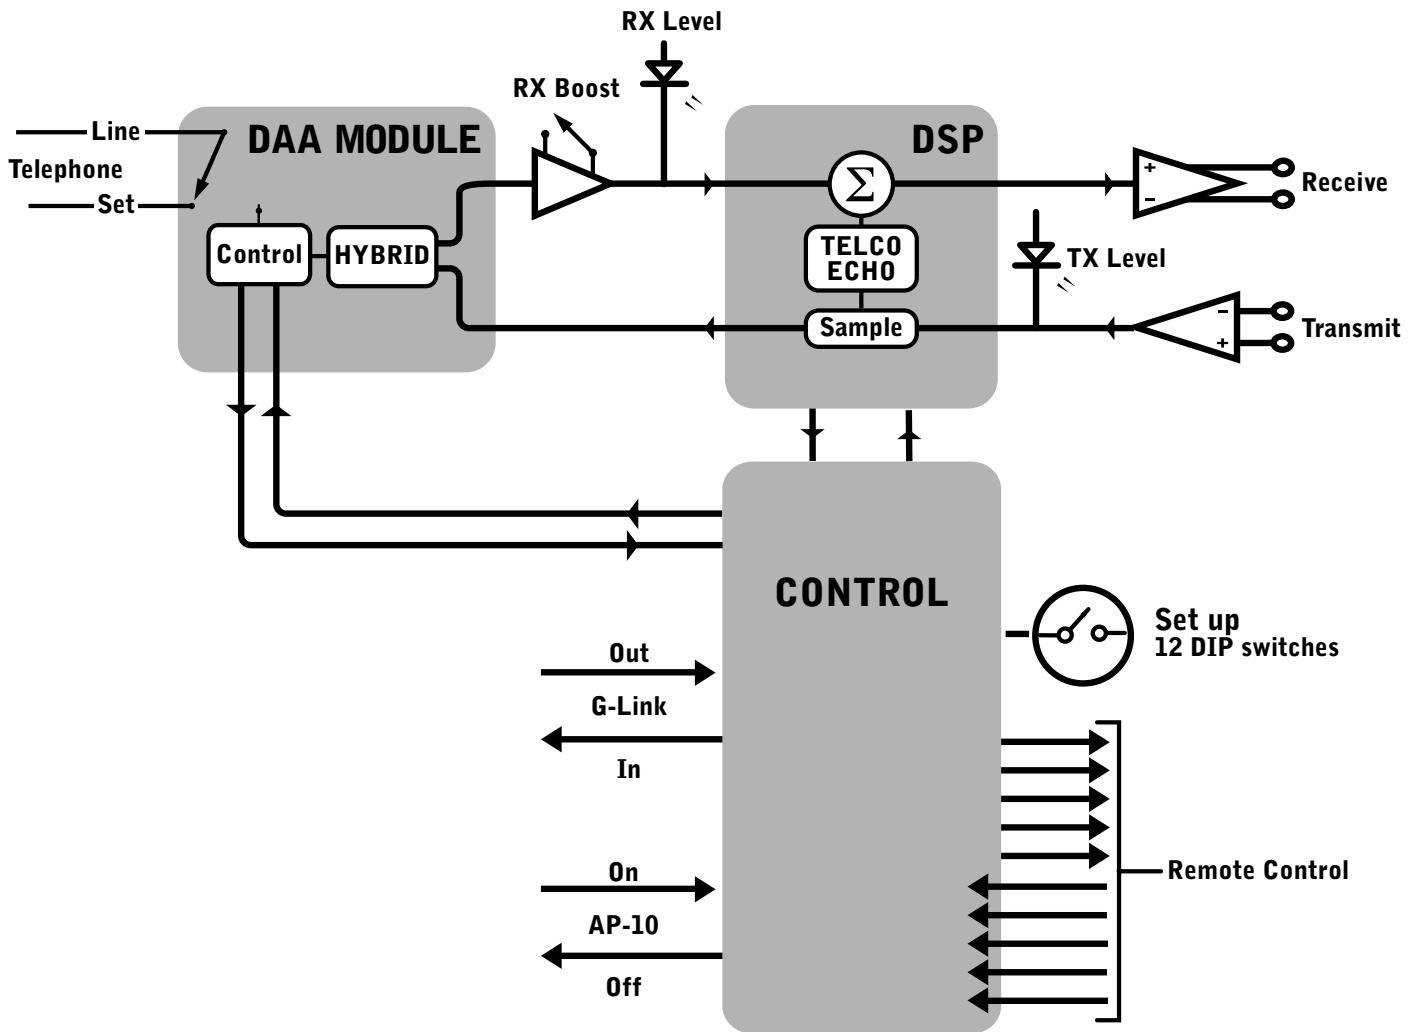 RX Level
RX Boost
Line
DAA MODULE
DSP
Telephone
Set
Σ
+
-
Receive
Control
HYBRID
TELCO
ECHO
TX Level
Sample
-
+
Transmit
CONTROL
Set up
12 DIP switches
Out
G-Link
In
On
AP-10
Off
Remote Control